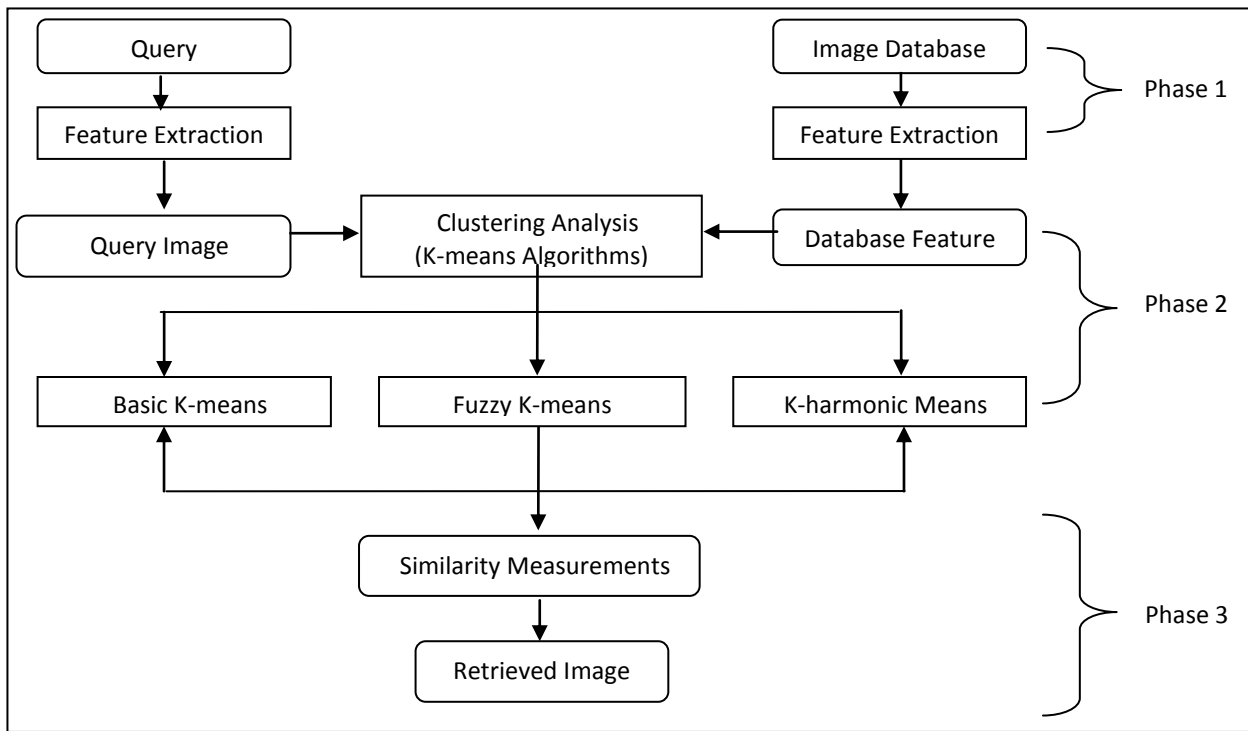 Query
Image Database
Phase 1
Feature Extraction
Feature Extraction
Query Image
Clustering Analysis
(K-means Algorithms)
Database Feature
Phase 2
Basic K-means
Fuzzy K-means
K-harmonic Means
Similarity Measurements
Phase 3
Retrieved Image